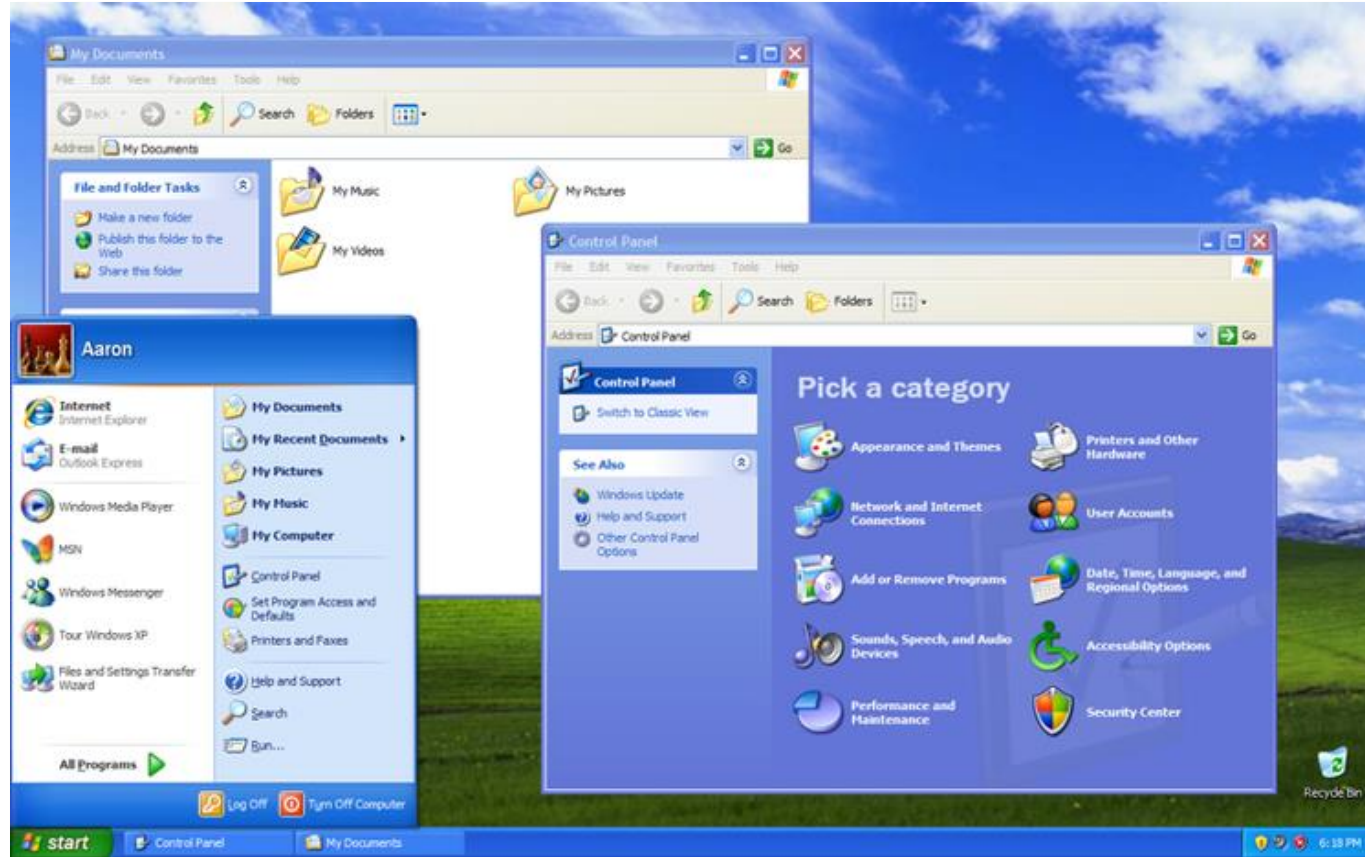 My Documents
File Edit View Favorites Tools Help
Back Search Folders
Address My Documents Go
File and Folder Tasks
Make a new folder
Publish this folder to the
Web
Share this folder
My Music
My Pictures
My Videos
Control Panel
File Edit View Favorites Tools Help
Back Search Folders
Address Control Panel Go
Control Panel
Switch to Classic View
See Also
Windows Update
Help and Support
Other Control Panel
Options
Pick a category
Appearance and Themes
Printers and Other
Hardware
Network and Internet
Connections
User Accounts
Add or Remove Programs
Date, Time, Language, and
Regional Options
Sounds, Speech, and Audio
Devices
Accessibility Options
Performance and
Maintenance
Security Center
Aaron
Internet
Internet Explorer
E-mail
Outlook Express
Windows Media Player
MSN
Windows Messenger
Tour Windows XP
Files and Settings Transfer
Wizard
All Programs
My Documents
My Recent Documents
My Pictures
My Music
My Computer
Control Panel
Set Program Access and
Defaults
Printers and Faxes
Help and Support
Search
Run...
Log Off Turn Off Computer
Recycle Bin
start Control Panel My Documents 6:18 PM